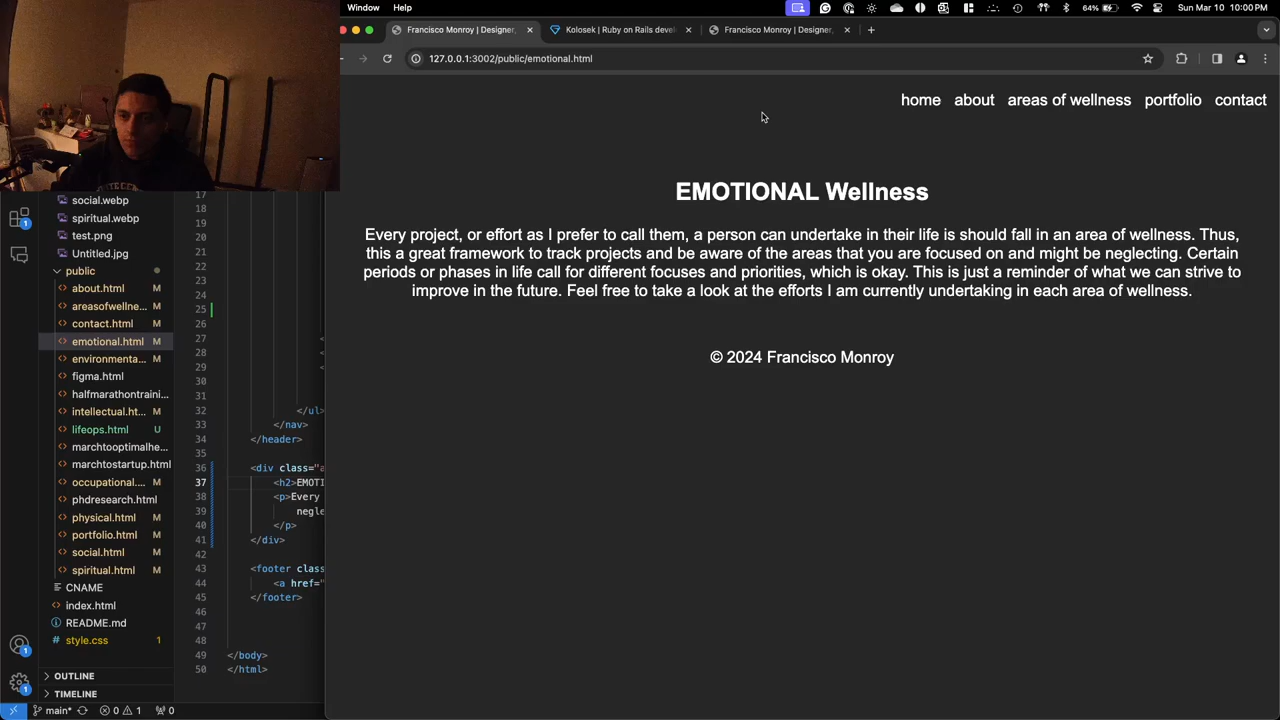 Window Help
64% Sun Mar 10 10:00 PM
Francisco Monroy | Designer,
Kolosek | Ruby on Rails deve
Francisco Monroy | Designer,
127.0.0.1:3002/public/emotional.html
home about areas of wellness portfolio contact
EMOTIONAL Wellness
Every project, or effort as I prefer to call them, a person can undertake in their life is should fall in an area of wellness. Thus,
this a great framework to track projects and be aware of the areas that you are focused on and might be neglecting. Certain
periods or phases in life call for different focuses and priorities, which is okay. This is just a reminder of what we can strive to
improve in the future. Feel free to take a look at the efforts I am currently undertaking in each area of wellness.
© 2024 Francisco Monroy
social.webp
spiritual.webp
test.png
Untitled.jpg
public
about.html
areasofwellne... M
contact.html M
emotional.html M
environmenta... M
figma.html
halfmarathontraini...
intellectual.ht... M
lifeops.html U
marchtooptimalhe...
marchtostartup.html
occupational.... M
phdresearch.html
physical.html M
portfolio.html M
social.html M
spiritual.html M
CNAME
index.html
README.md
style.css 1
OUTLINE
TIMELINE
main* 0 1 0
17
18
19
20
21
22
23
24
25
26
27 <
28 <
29 <
30
31
32 </ul>
33 </nav>
34 </header>
35
36 <div class="a
37 <h2>EMOTI
38 <p>Every
39 negle
40 </p>
41 </div>
42
43 <footer class
44 <a href="
45 </footer>
46
47
48
49 </body>
50 </html>
1
1